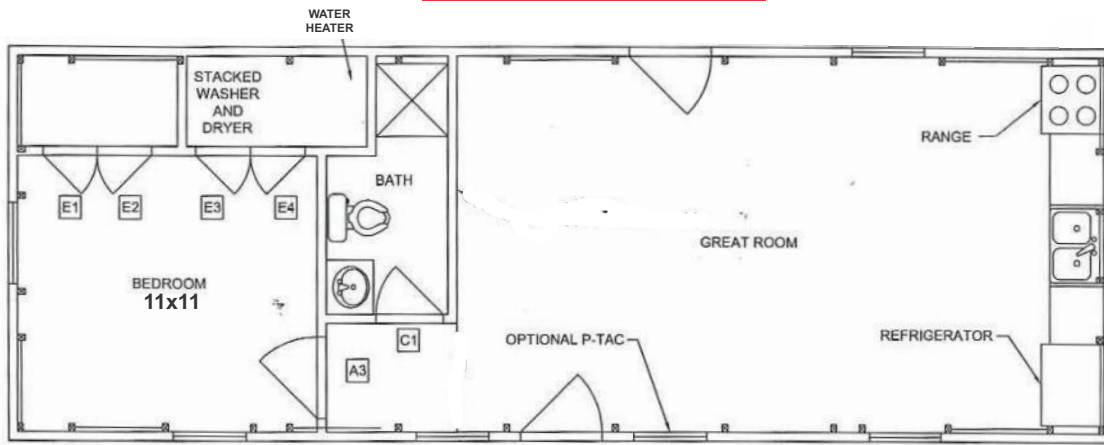 WATER
HEATER
STACKED
WASHER
AND
DRYER
RANGE
BATH
E1
E2
E3
E4
GREAT ROOM
BEDROOM
11x11
OPTIONAL P-TAC
REFRIGERATOR
C1
A3